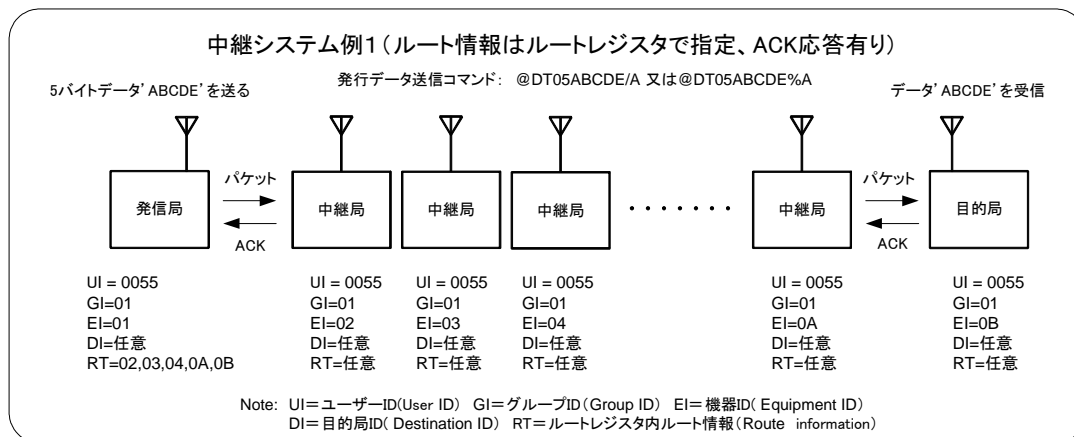 中継システム例1（ルート情報はルートレジスタで指定、ACK応答有り）
発行データ送信コマンド： @DT05ABCDE/A 又は@DT05ABCDE%A
5バイトデータ’ABCDE’を送る
データ’ABCDE’を受信
パケット
パケット
発信局
中継局
中継局
中継局
・・・・・・・
中継局
目的局
ACK
ACK
UI = 0055
GI=01
EI=01
DI=任意
RT=02,03,04,0A,0B
UI = 0055
GI=01
EI=02
DI=任意
RT=任意
UI = 0055
GI=01
EI=03
DI=任意
RT=任意
UI = 0055
GI=01
EI=04
DI=任意
RT=任意
UI = 0055
GI=01
EI=0A
DI=任意
RT=任意
UI = 0055
GI=01
EI=0B
DI=任意
RT=任意
Note: UI＝ユーザーID(User ID) GI＝グループID（Group ID） EI＝機器ID( Equipment ID)
DI＝目的局ID( Destination ID) RT＝ルートレジスタ内ルート情報（Route information）